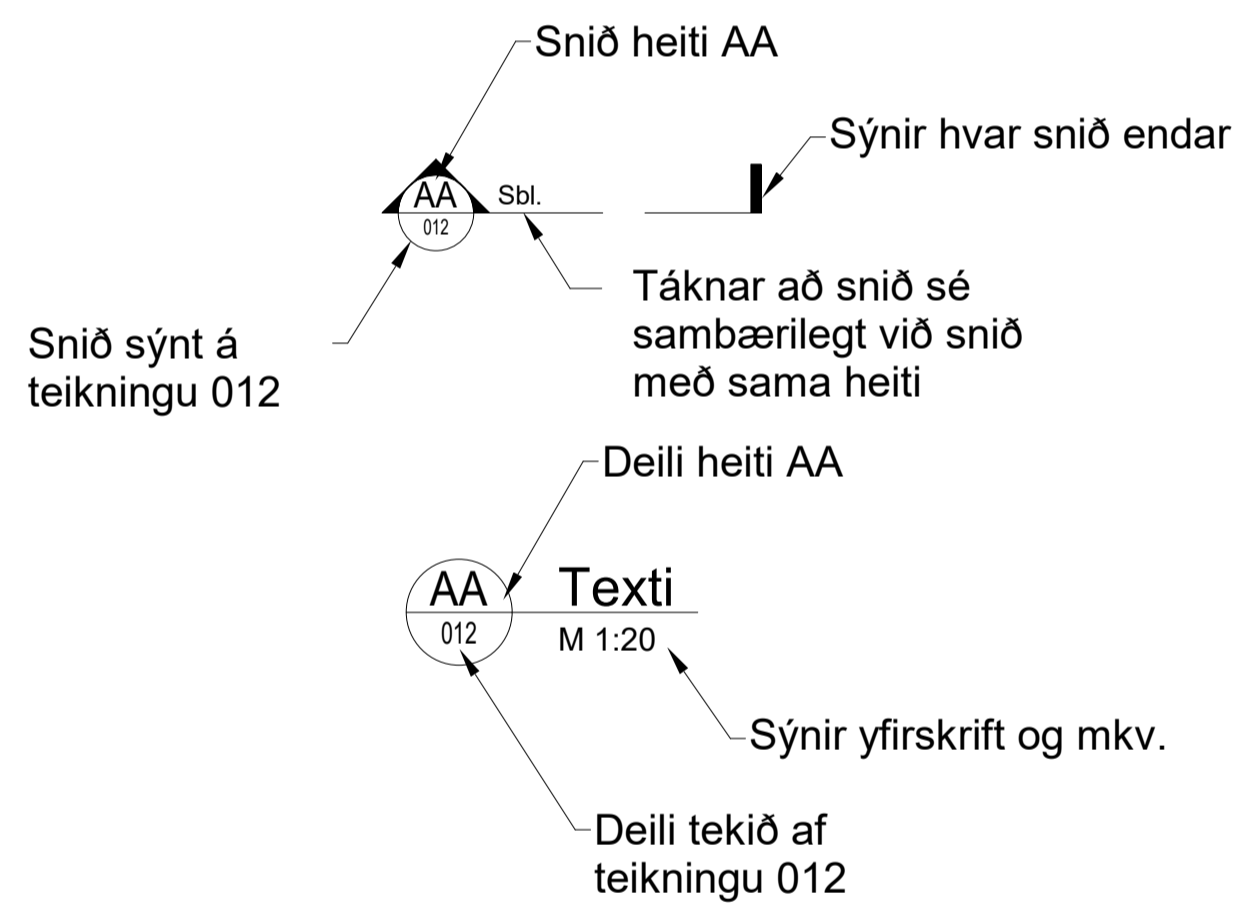 Snið heiti AA
Sýnir hvar snið endar
AA
Sbl.
012
Táknar að snið sé
sambærilegt við snið
með sama heiti
Snið sýnt á
teikningu 012
Deili heiti AA
AA
Texti
012
M 1:20
Sýnir yfirskrift og mkv.
Deili tekið af
teikningu 012